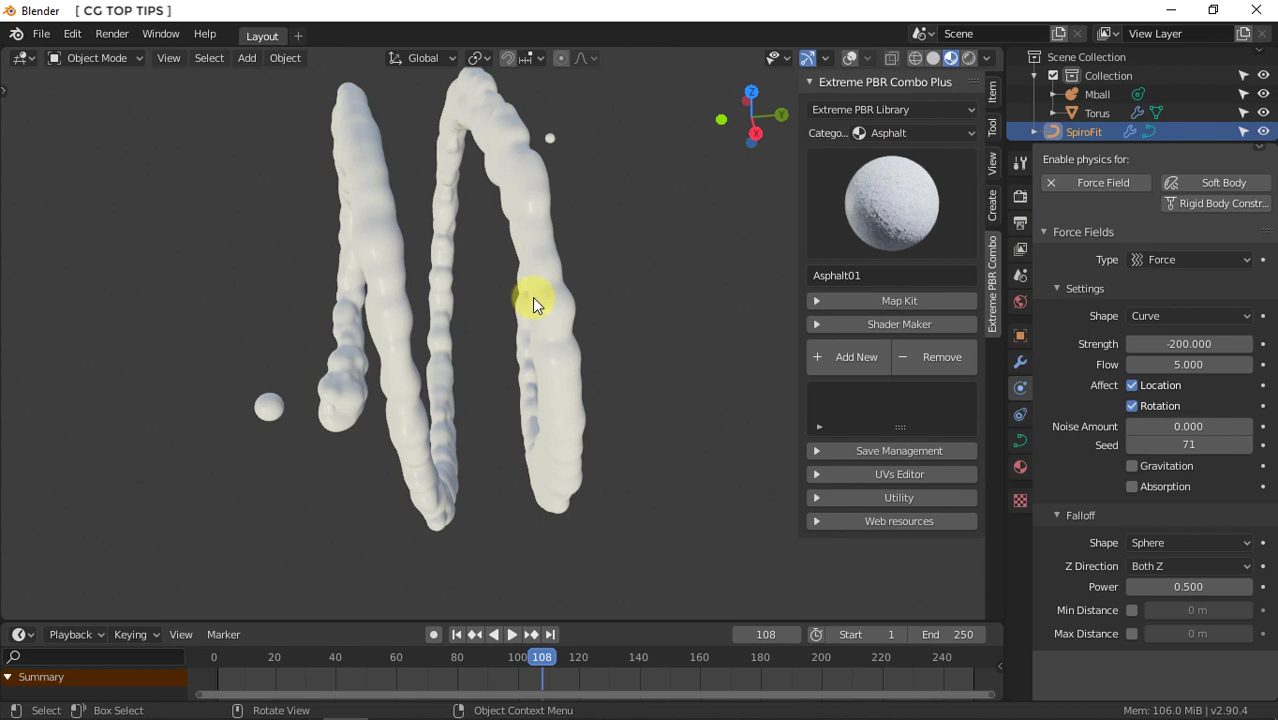 Blender [ CG TOP TIPS ]
File Edit Render Window Help Layout + Scene View Layer
Object Mode View Select Add Object Global
Scene Collection
Collection
Mball
Torus
SpiroFit
Z
Y
X
Extreme PBR Combo Plus
Extreme PBR Library
Catego... Asphalt
Asphalt01
Map Kit
Shader Maker
Add New Remove
Save Management
UVs Editor
Utility
Web resources
Item
Tool
View
Create
Extreme PBR Combo
Enable physics for:
Force Field Soft Body
Rigid Body Constr...
Force Fields
Type Force
Settings
Shape Curve
Strength -200.000
Flow 5.000
Affect Location
Rotation
Noise Amount 0.000
Seed 71
Gravitation
Absorption
Falloff
Shape Sphere
Z Direction Both Z
Power 0.500
Min Distance 0 m
Max Distance 0 m
Playback Keying View Marker 108 Start 1 End 250
0 20 40 60 80 100 108 120 140 160 180 200 220 240
Summary
Select Box Select Rotate View Object Context Menu Mem: 106.0 MiB | v2.90.4